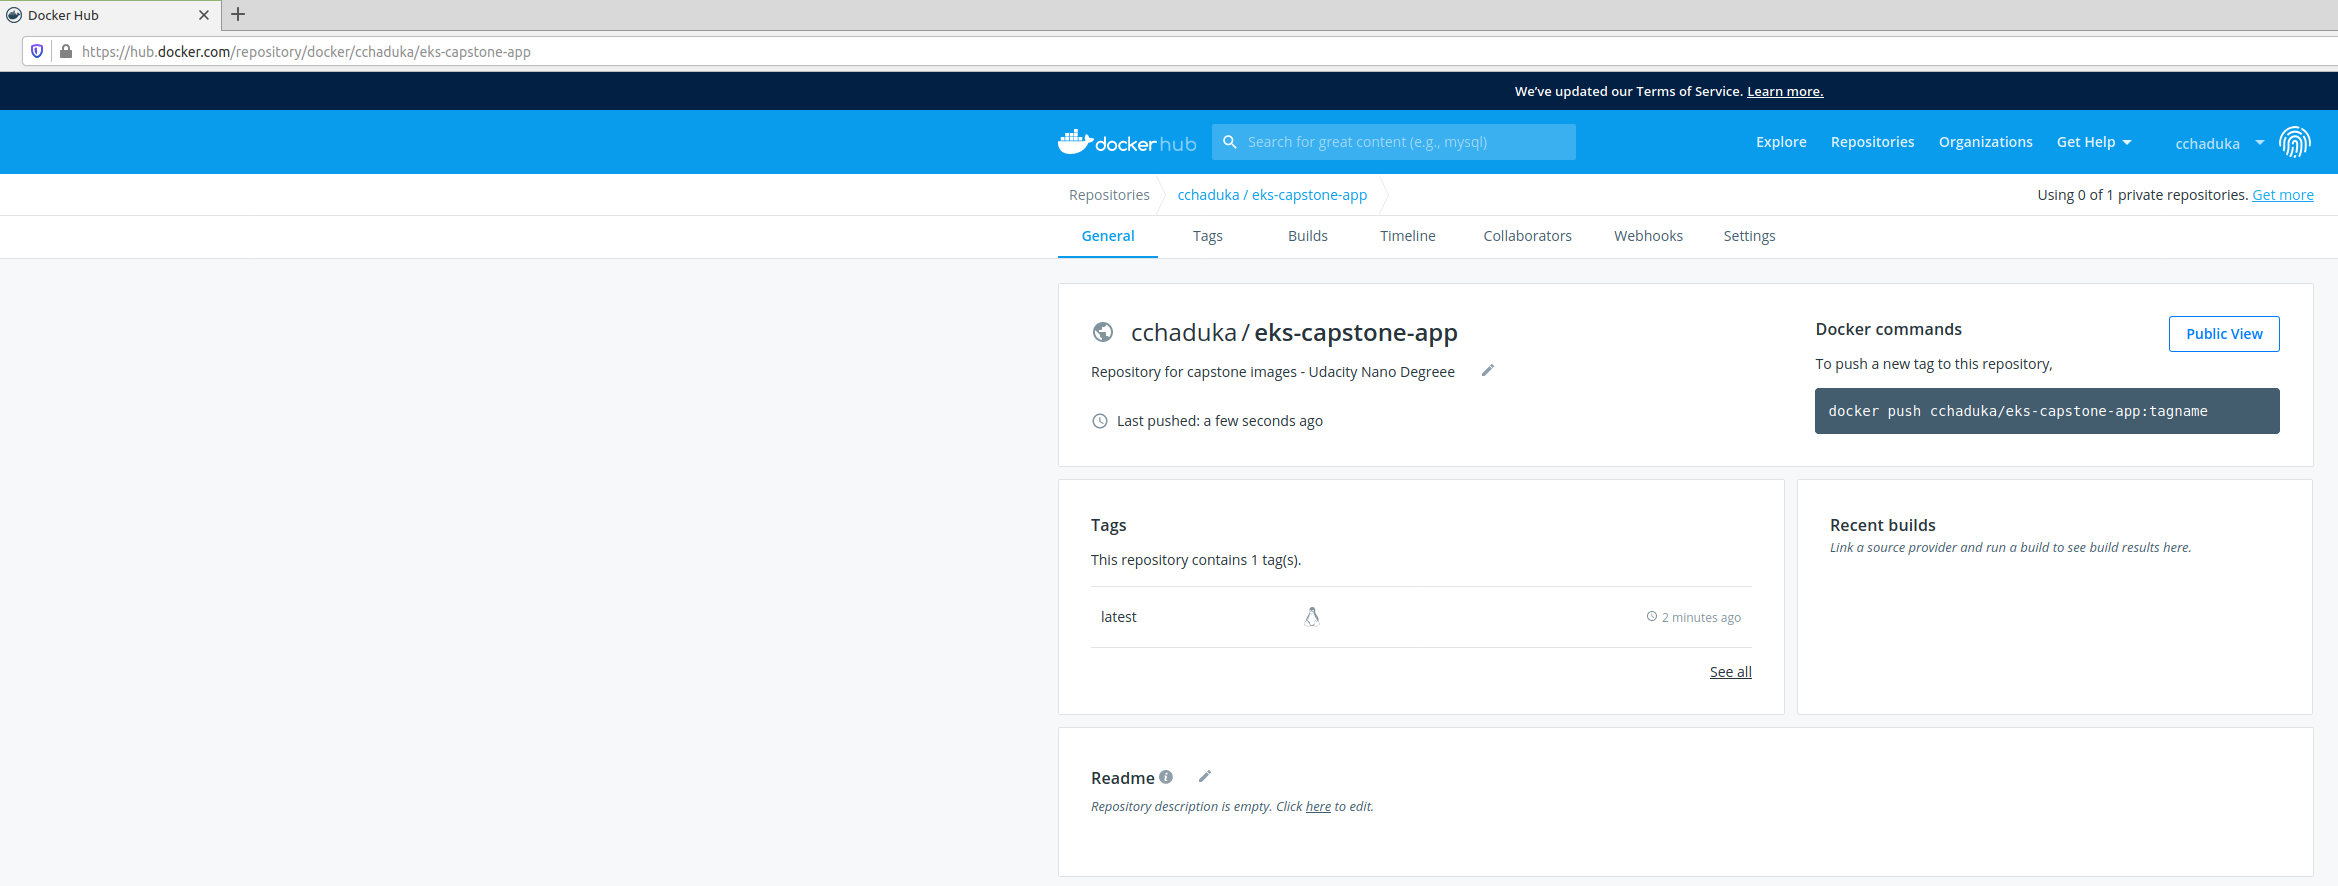 Docker Hub
https://hub.docker.com/repository/docker/cchaduka/eks-capstone-app
We've updated our Terms of Service. Learn more.
docker hub
Search for great content (e.g., mysql)
Explore
Repositories
Organizations
Get Help
cchaduka
Repositories
cchaduka / eks-capstone-app
Using 0 of 1 private repositories. Get more
General
Tags
Builds
Timeline
Collaborators
Webhooks
Settings
cchaduka / eks-capstone-app
Repository for capstone images - Udacity Nano Degreee
Last pushed: a few seconds ago
Docker commands
Public View
To push a new tag to this repository,
docker push cchaduka/eks-capstone-app:tagname
Tags
This repository contains 1 tag(s).
latest
2 minutes ago
See all
Recent builds
Link a source provider and run a build to see build results here.
Readme
Repository description is empty. Click here to edit.